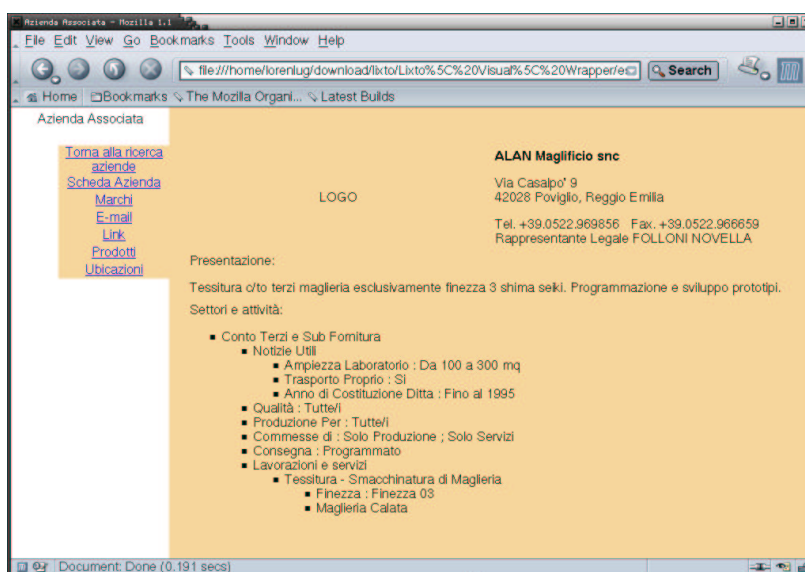 Azienda Associata - Mozilla 1.1
File Edit View Go Bookmarks Tools Window Help
file:///home/lorenlug/download/lixto/Lixto%5C%20Visual%5C%20Wrapper/e
Search
Home Bookmarks The Mozilla Organi... Latest Builds
Azienda Associata
Torna alla ricerca
aziende
Scheda Azienda
Marchi
E-mail
Link
Prodotti
Ubicazioni
LOGO
ALAN Maglificio snc
Via Casalpo' 9
42028 Poviglio, Reggio Emilia
Tel. +39.0522.969856 Fax. +39.0522.966659
Rappresentante Legale FOLLONI NOVELLA
Presentazione:
Tessitura c/to terzi maglieria esclusivamente finezza 3 shima seiki. Programmazione e sviluppo prototipi.
Settori e attività:
Conto Terzi e Sub Fornitura
Notizie Utili
Ampiezza Laboratorio : Da 100 a 300 mq
Trasporto Proprio : Si
Anno di Costituzione Ditta : Fino al 1995
Qualità : Tutte/i
Produzione Per : Tutte/i
Commesse di : Solo Produzione ; Solo Servizi
Consegna : Programmato
Lavorazioni e servizi
Tessitura - Smacchinatura di Maglieria
Finezza : Finezza 03
Maglieria Calata
Document: Done (0.191 secs)